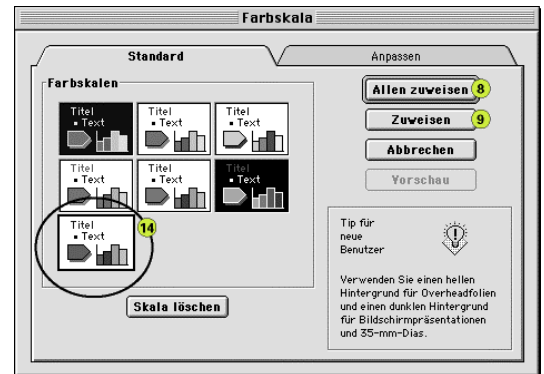 Farbskala
Standard
Anpassen
Farbskalen
Titel
▪ Text
Titel
▪ Text
Titel
▪ Text
Titel
▪ Text
Titel
▪ Text
Titel
▪ Text
Titel
▪ Text
14
Skala löschen
Allen zuweisen 8
Zuweisen 9
Abbrechen
Vorschau
Tip für
neue
Benutzer
Verwenden Sie einen hellen
Hintergrund für Overheadfolien
und einen dunklen Hintergrund
für Bildschirmpräsentationen
und 35-mm-Dias.